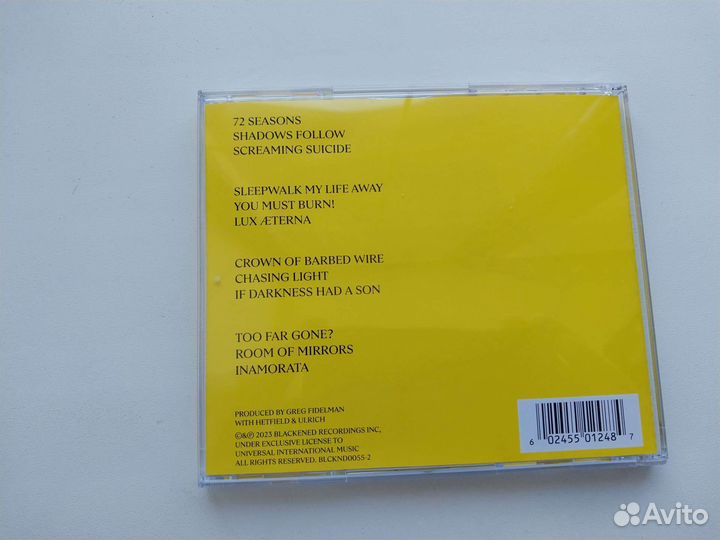 72 SEASONS
SHADOWS FOLLOW
SCREAMING SUICIDE
SLEEPWALK MY LIFE AWAY
YOU MUST BURN!
LUX ÆTERNA
CROWN OF BARBED WIRE
CHASING LIGHT
IF DARKNESS HAD A SON
TOO FAR GONE?
ROOM OF MIRRORS
INAMORATA
PRODUCED BY GREG FIDELMAN
WITH HETFIELD & ULRICH
©&℗ 2023 BLACKENED RECORDINGS INC,
UNDER EXCLUSIVE LICENSE TO
UNIVERSAL INTERNATIONAL MUSIC
ALL RIGHTS RESERVED. BLCKND0055-2
6 02455 01248 7
Avito